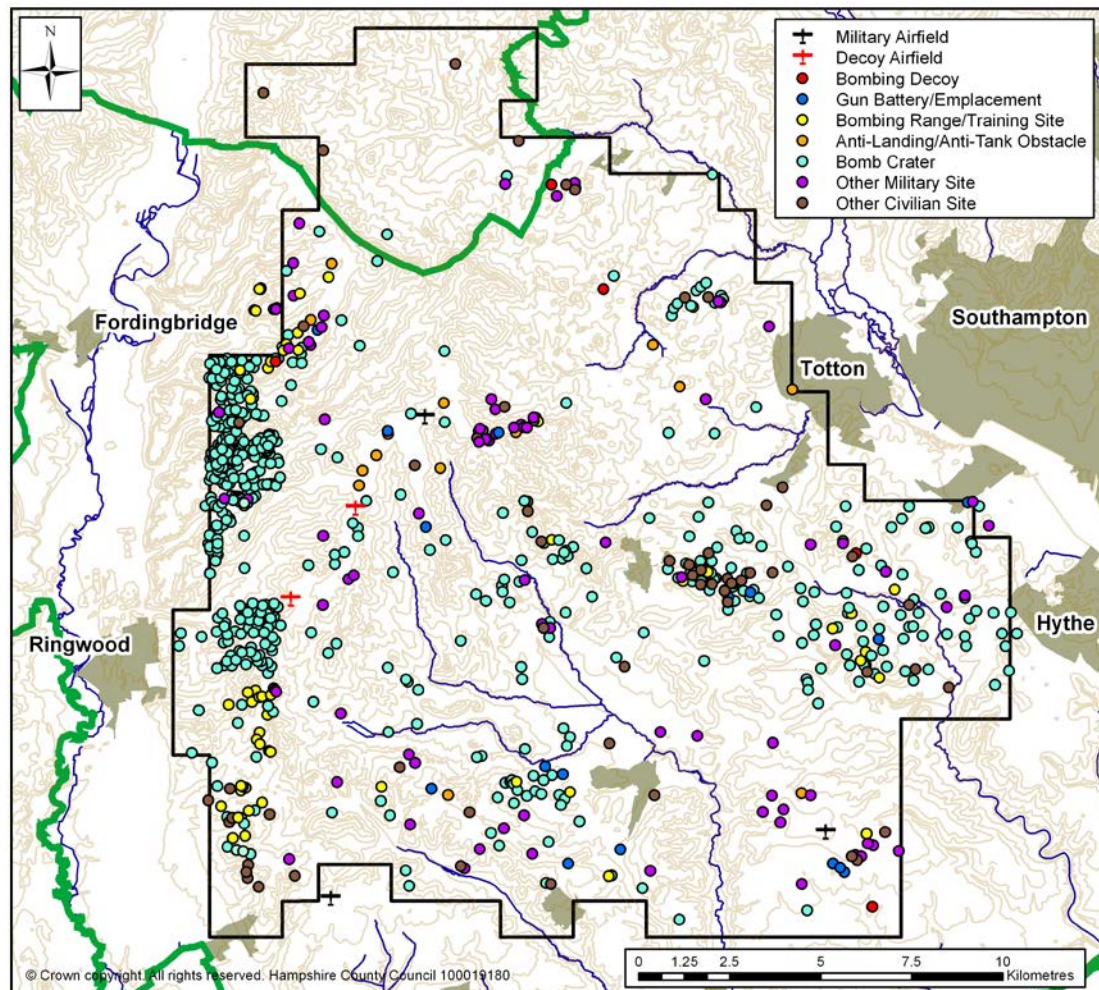 N
Military Airfield
Decoy Airfield
Bombing Decoy
Gun Battery/Emplacement
Bombing Range/Training Site
Anti-Landing/Anti-Tank Obstacle
Bomb Crater
Other Military Site
Other Civilian Site
Fordingbridge
Southampton
Totton
Ringwood
Hythe
© Crown copyright. All rights reserved. Hampshire County Council 100019180
0 1.25 2.5 5 7.5 10
Kilometres